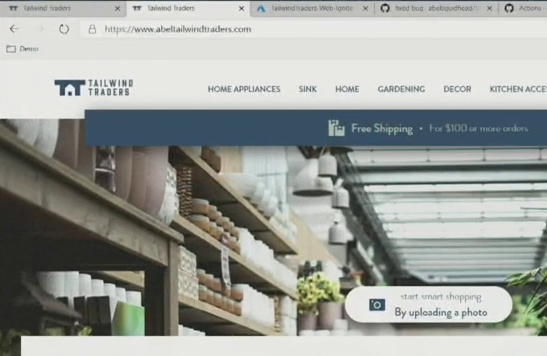 Tailwind Traders
Tailwind Traders
TailwindTraders-Web-Ignite
fixed bug · abelsquidhead/
Actions ·
https://www.abeltailwindtraders.com
Demo
TAILWIND
TRADERS
HOME APPLIANCES SINK HOME GARDENING DECOR KITCHEN ACCES
Free Shipping • For $100 or more orders
start smart shopping
By uploading a photo